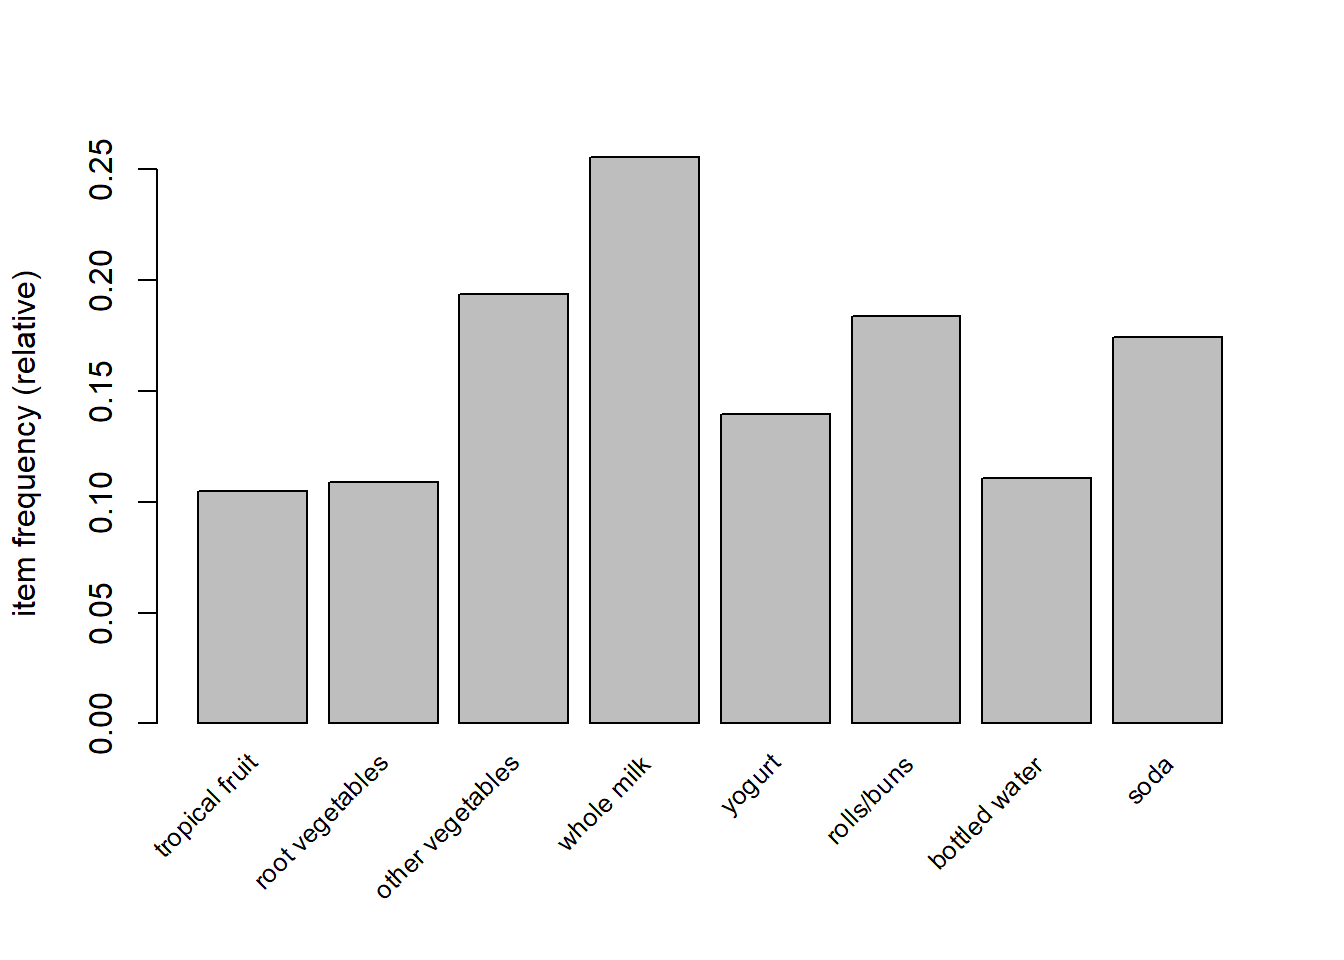 item frequency (relative)
0.25
0.20
0.15
0.10
0.05
0.00
tropical fruit
root vegetables
other vegetables
whole milk
yogurt
rolls/buns
bottled water
soda